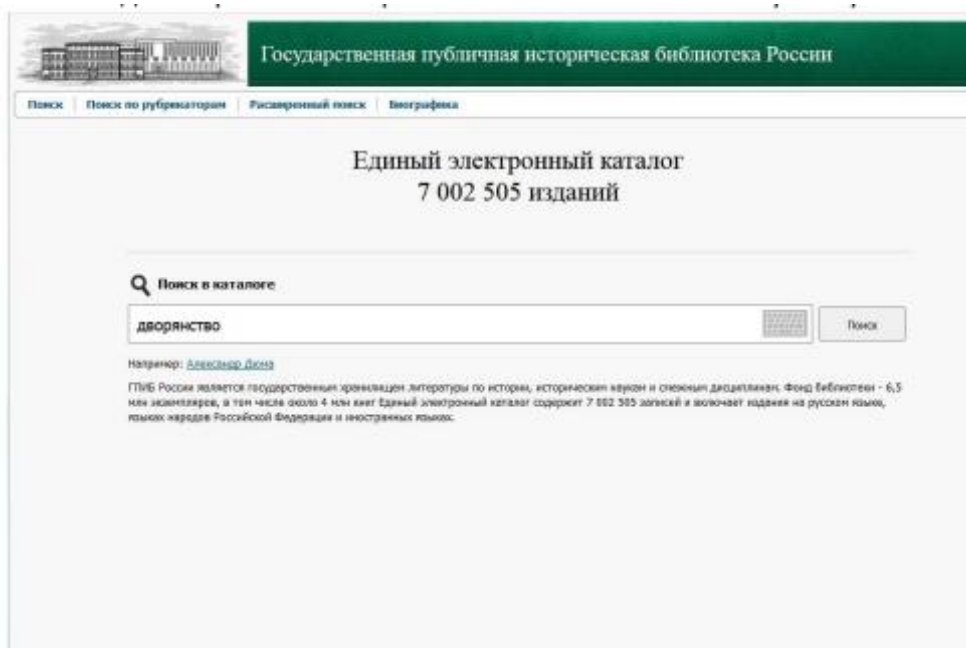 Государственная публичная историческая библиотека России
Поиск Поиск по рубрикаторам Расширенный поиск Биографика
Единый электронный каталог
7 002 505 изданий
Поиск в каталоге
дворянство
Поиск
Например: Александр Дюма
ГПИБ России является государственным хранилищем литературы по истории, историческим наукам и смежным дисциплинам. Фонд библиотеки - 6,5
млн экземпляров, в том числе около 4 млн книг Единый электронный каталог содержит 7 002 505 записей и включает издания на русском языке,
языках народов Российской Федерации и иностранных языках.